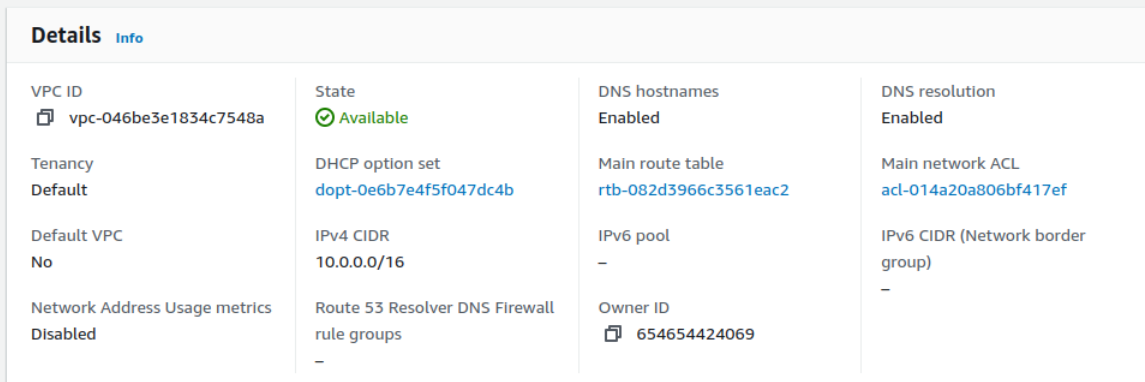 Details Info
VPC ID
vpc-046be3e1834c7548a
State
Available
DNS hostnames
Enabled
DNS resolution
Enabled
Tenancy
Default
DHCP option set
dopt-0e6b7e4f5f047dc4b
Main route table
rtb-082d3966c3561eac2
Main network ACL
acl-014a20a806bf417ef
Default VPC
No
IPv4 CIDR
10.0.0.0/16
IPv6 pool
–
IPv6 CIDR (Network border
group)
–
Network Address Usage metrics
Disabled
Route 53 Resolver DNS Firewall
rule groups
–
Owner ID
654654424069